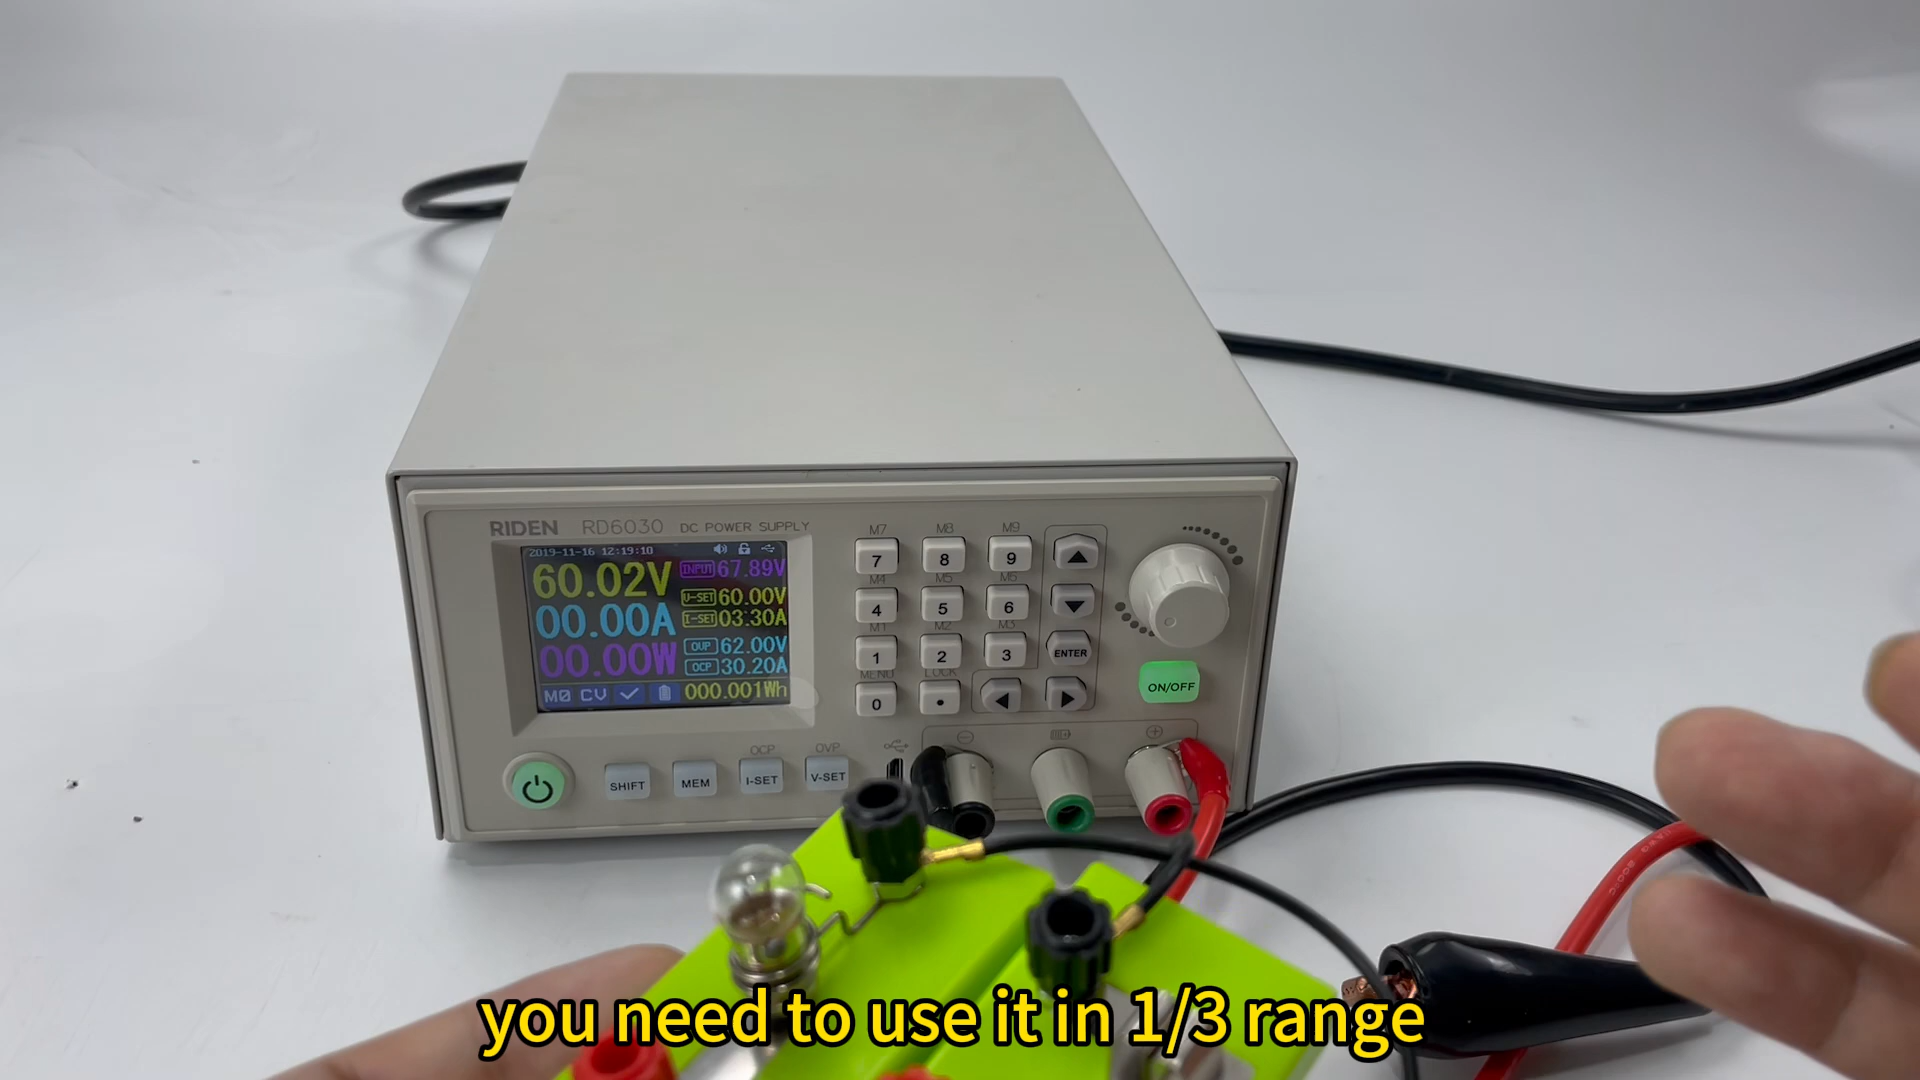 RIDEN RD6030 DC POWER SUPPLY
2019-11-16 12:19:10
60.02V
00.00A
00.00W
INPUT 67.89V
V-SET 60.00V
I-SET 03.30A
OVP 62.00V
OCP 30.20A
M0 CV 000.001Wh
M7 M8 M9
7 8 9
M4 M5 M6
4 5 6
M1 M2 M3
1 2 3 ENTER
MENU LOCK
0 •
ON/OFF
OCP OVP
SHIFT MEM I-SET V-SET
you need to use it in 1/3 range